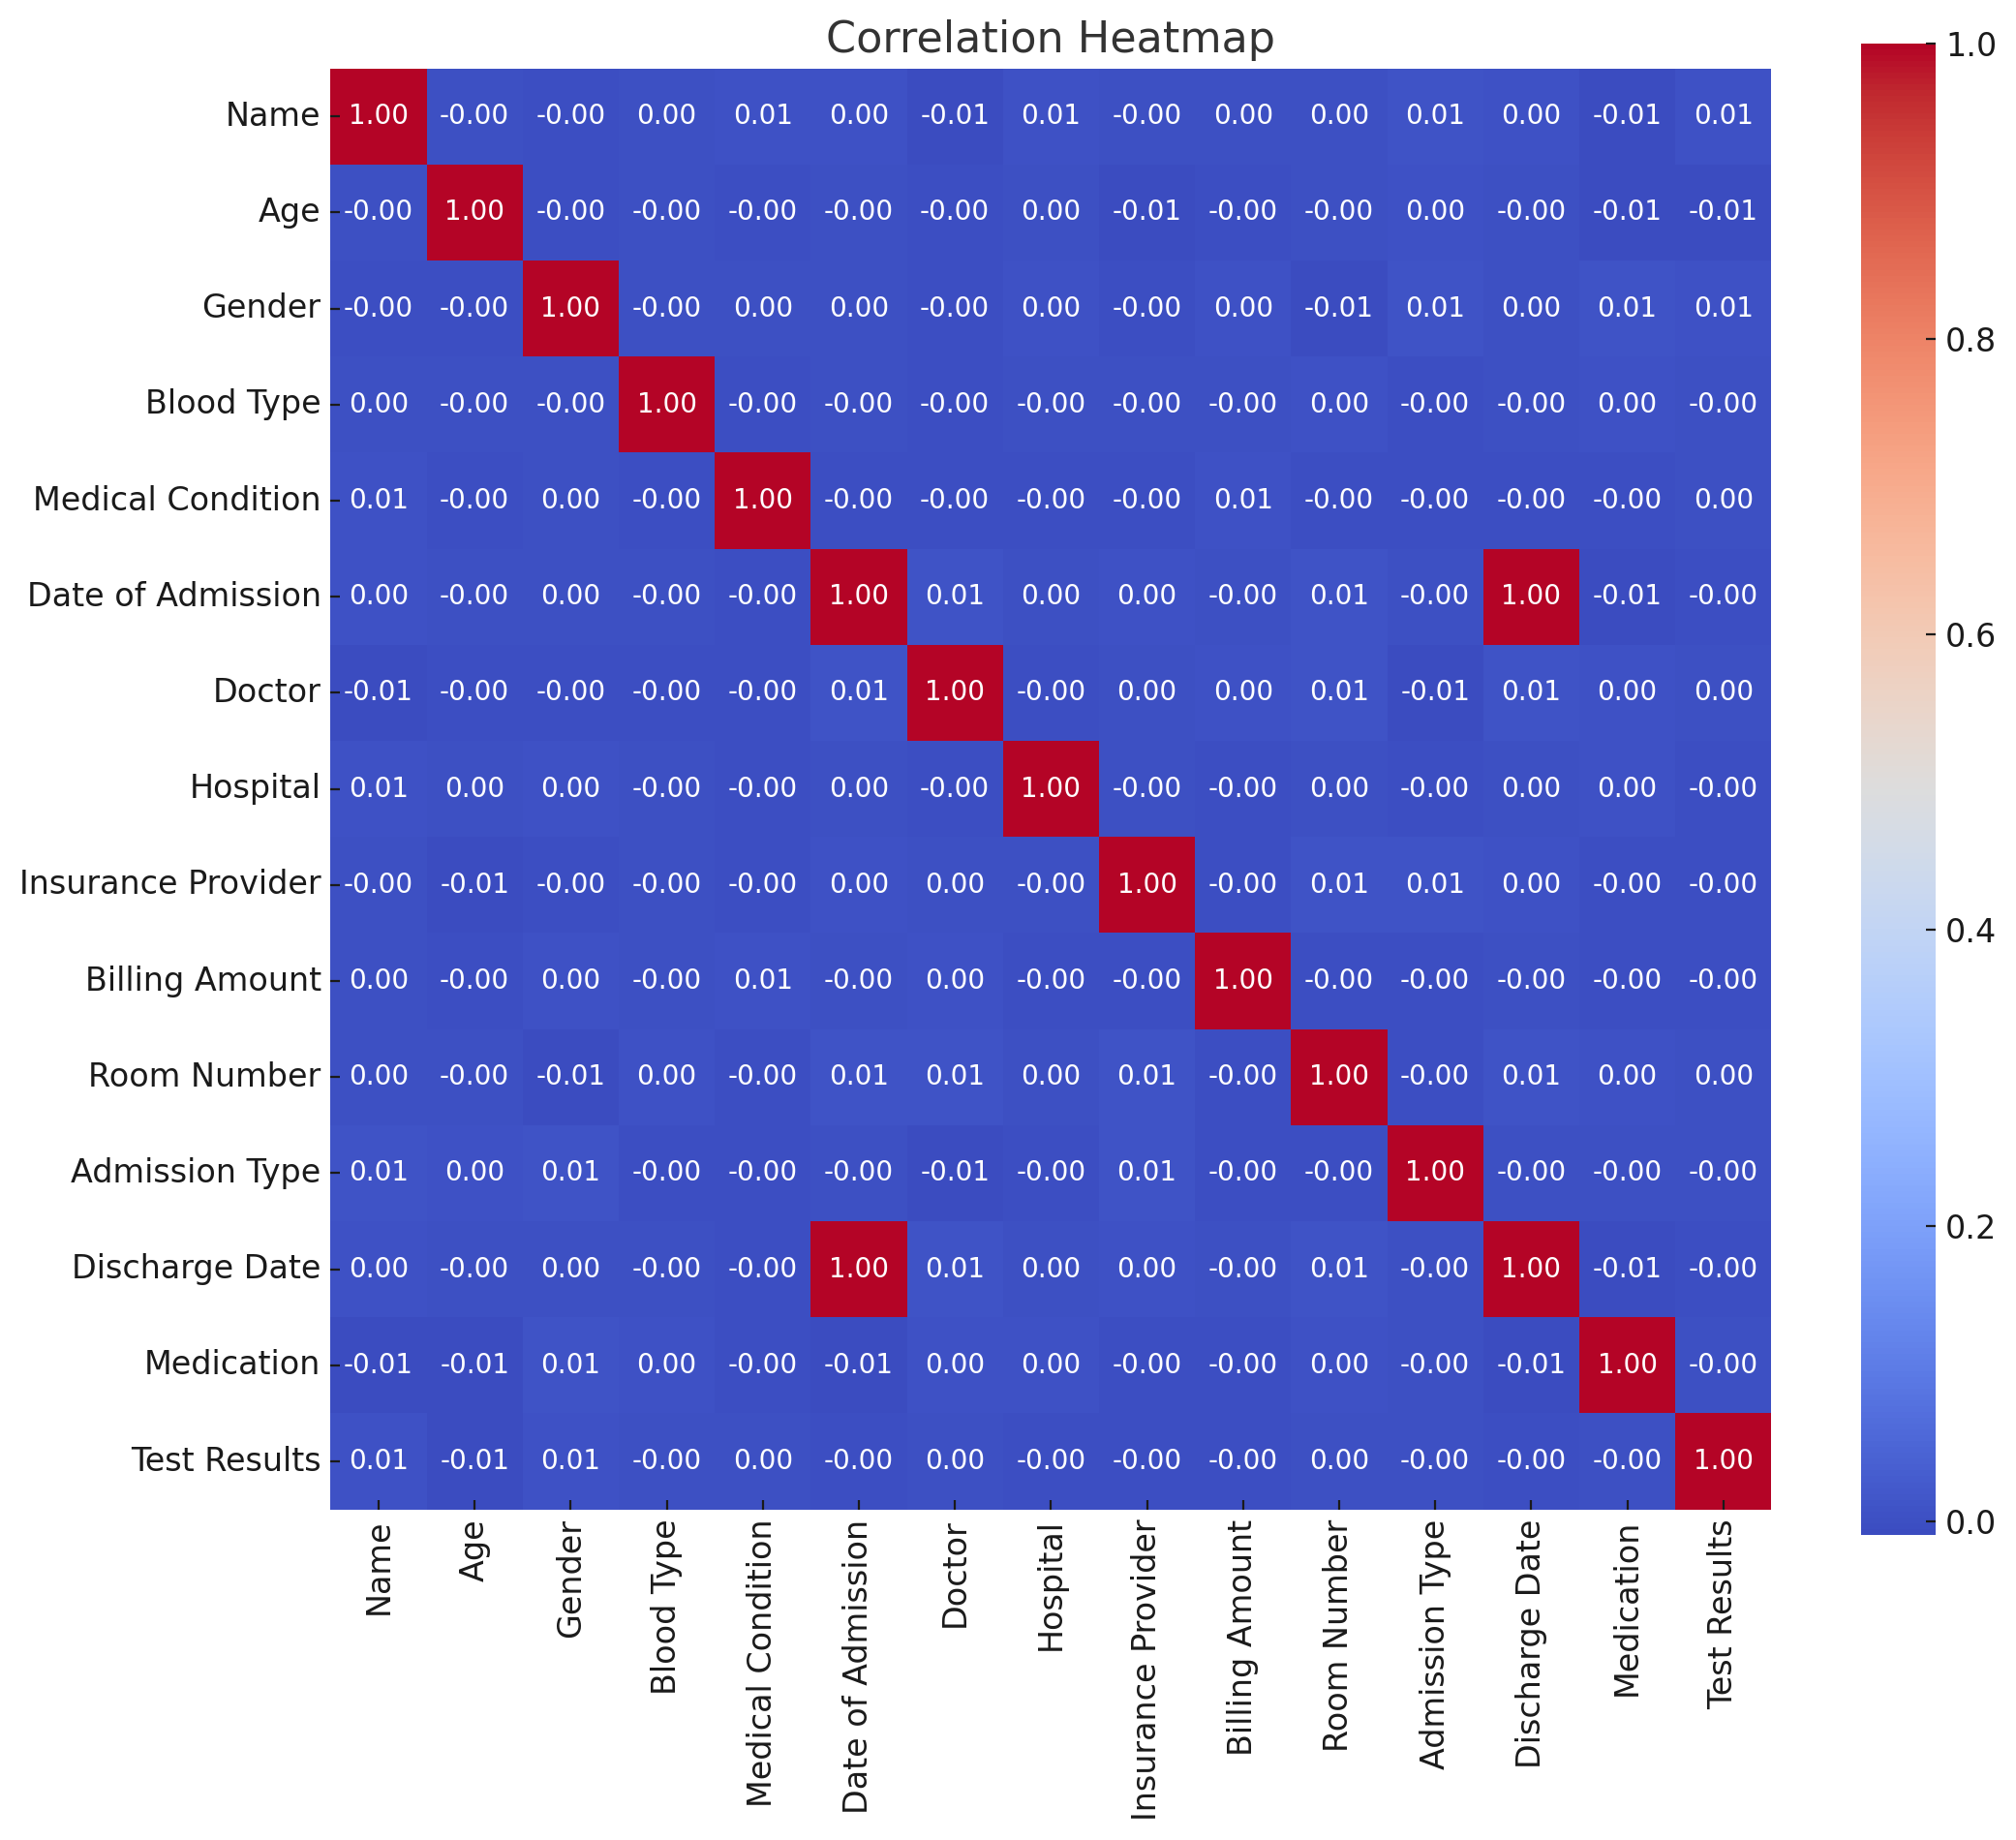 Correlation Heatmap
Name 1.00 -0.00 -0.00 0.00 0.01 0.00 -0.01 0.01 -0.00 0.00 0.00 0.01 0.00 -0.01 0.01
Age -0.00 1.00 -0.00 -0.00 -0.00 -0.00 -0.00 0.00 -0.01 -0.00 -0.00 0.00 -0.00 -0.01 -0.01
Gender -0.00 -0.00 1.00 -0.00 0.00 0.00 -0.00 0.00 -0.00 0.00 -0.01 0.01 0.00 0.01 0.01
Blood Type 0.00 -0.00 -0.00 1.00 -0.00 -0.00 -0.00 -0.00 -0.00 -0.00 0.00 -0.00 -0.00 0.00 -0.00
Medical Condition 0.01 -0.00 0.00 -0.00 1.00 -0.00 -0.00 -0.00 -0.00 0.01 -0.00 -0.00 -0.00 -0.00 0.00
Date of Admission 0.00 -0.00 0.00 -0.00 -0.00 1.00 0.01 0.00 0.00 -0.00 0.01 -0.00 1.00 -0.01 -0.00
Doctor -0.01 -0.00 -0.00 -0.00 -0.00 0.01 1.00 -0.00 0.00 0.00 0.01 -0.01 0.01 0.00 0.00
Hospital 0.01 0.00 0.00 -0.00 -0.00 0.00 -0.00 1.00 -0.00 -0.00 0.00 -0.00 0.00 0.00 -0.00
Insurance Provider -0.00 -0.01 -0.00 -0.00 -0.00 0.00 0.00 -0.00 1.00 -0.00 0.01 0.01 0.00 -0.00 -0.00
Billing Amount 0.00 -0.00 0.00 -0.00 0.01 -0.00 0.00 -0.00 -0.00 1.00 -0.00 -0.00 -0.00 -0.00 -0.00
Room Number 0.00 -0.00 -0.01 0.00 -0.00 0.01 0.01 0.00 0.01 -0.00 1.00 -0.00 0.01 0.00 0.00
Admission Type 0.01 0.00 0.01 -0.00 -0.00 -0.00 -0.01 -0.00 0.01 -0.00 -0.00 1.00 -0.00 -0.00 -0.00
Discharge Date 0.00 -0.00 0.00 -0.00 -0.00 1.00 0.01 0.00 0.00 -0.00 0.01 -0.00 1.00 -0.01 -0.00
Medication -0.01 -0.01 0.01 0.00 -0.00 -0.01 0.00 0.00 -0.00 -0.00 0.00 -0.00 -0.01 1.00 -0.00
Test Results 0.01 -0.01 0.01 -0.00 0.00 -0.00 0.00 -0.00 -0.00 -0.00 0.00 -0.00 -0.00 -0.00 1.00
Name
Age
Gender
Blood Type
Medical Condition
Date of Admission
Doctor
Hospital
Insurance Provider
Billing Amount
Room Number
Admission Type
Discharge Date
Medication
Test Results
1.0
0.8
0.6
0.4
0.2
0.0